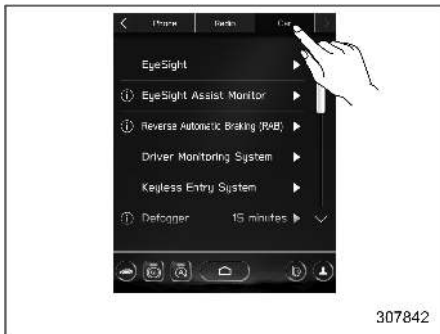 Phone Radio Car
EyeSight
EyeSight Assist Monitor
Reverse Automatic Braking (RAB)
Driver Monitoring System
Keyless Entry System
Defogger 15 minutes
307842